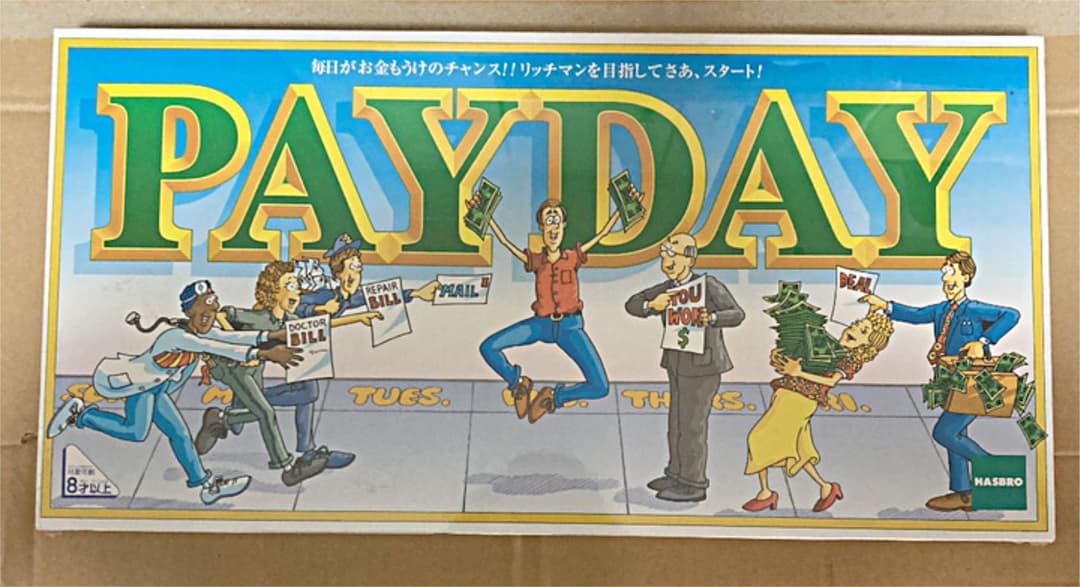 毎日がお金もうけのチャンス!!リッチマンを目指してさあ、スタート!
PAYDAY
MAIL
REPAIR
BILL
DOCTOR
BILL
YOU
WON
$
DEAL
TUES.
対象年齢
8才以上
HASBRO